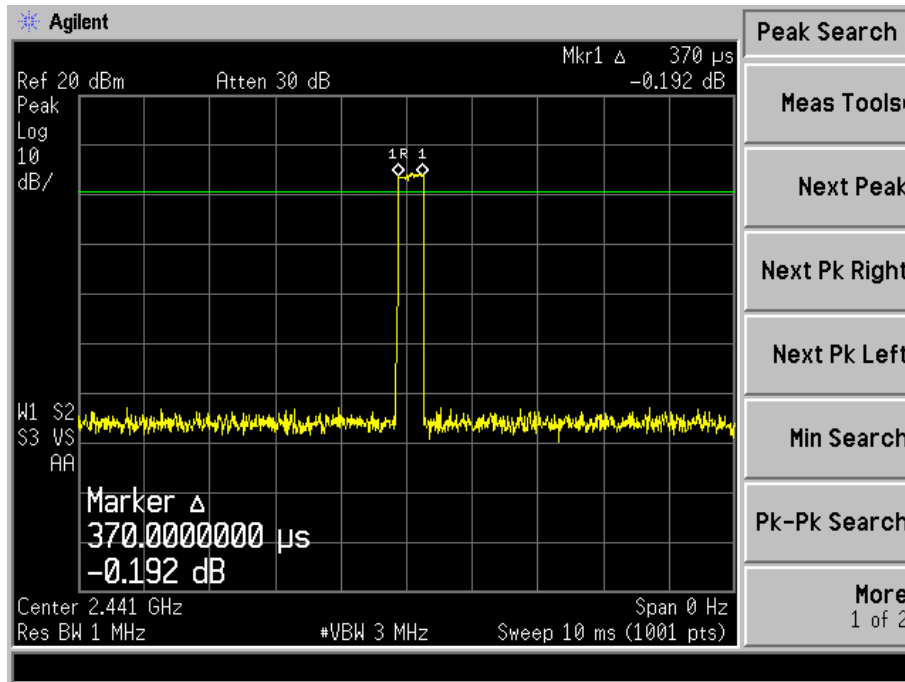 Agilent
Peak Search
Mkr1 Δ 370 µs
Ref 20 dBm Atten 30 dB -0.192 dB
Peak
Log
10
dB/
1R 1
Meas Tools
Next Peak
Next Pk Right
Next Pk Left
W1 S2
S3 VS
AA
Min Search
Marker Δ
370.0000000 µs
-0.192 dB
Pk-Pk Search
Center 2.441 GHz Span 0 Hz
Res BW 1 MHz #VBW 3 MHz Sweep 10 ms (1001 pts)
More
1 of 2